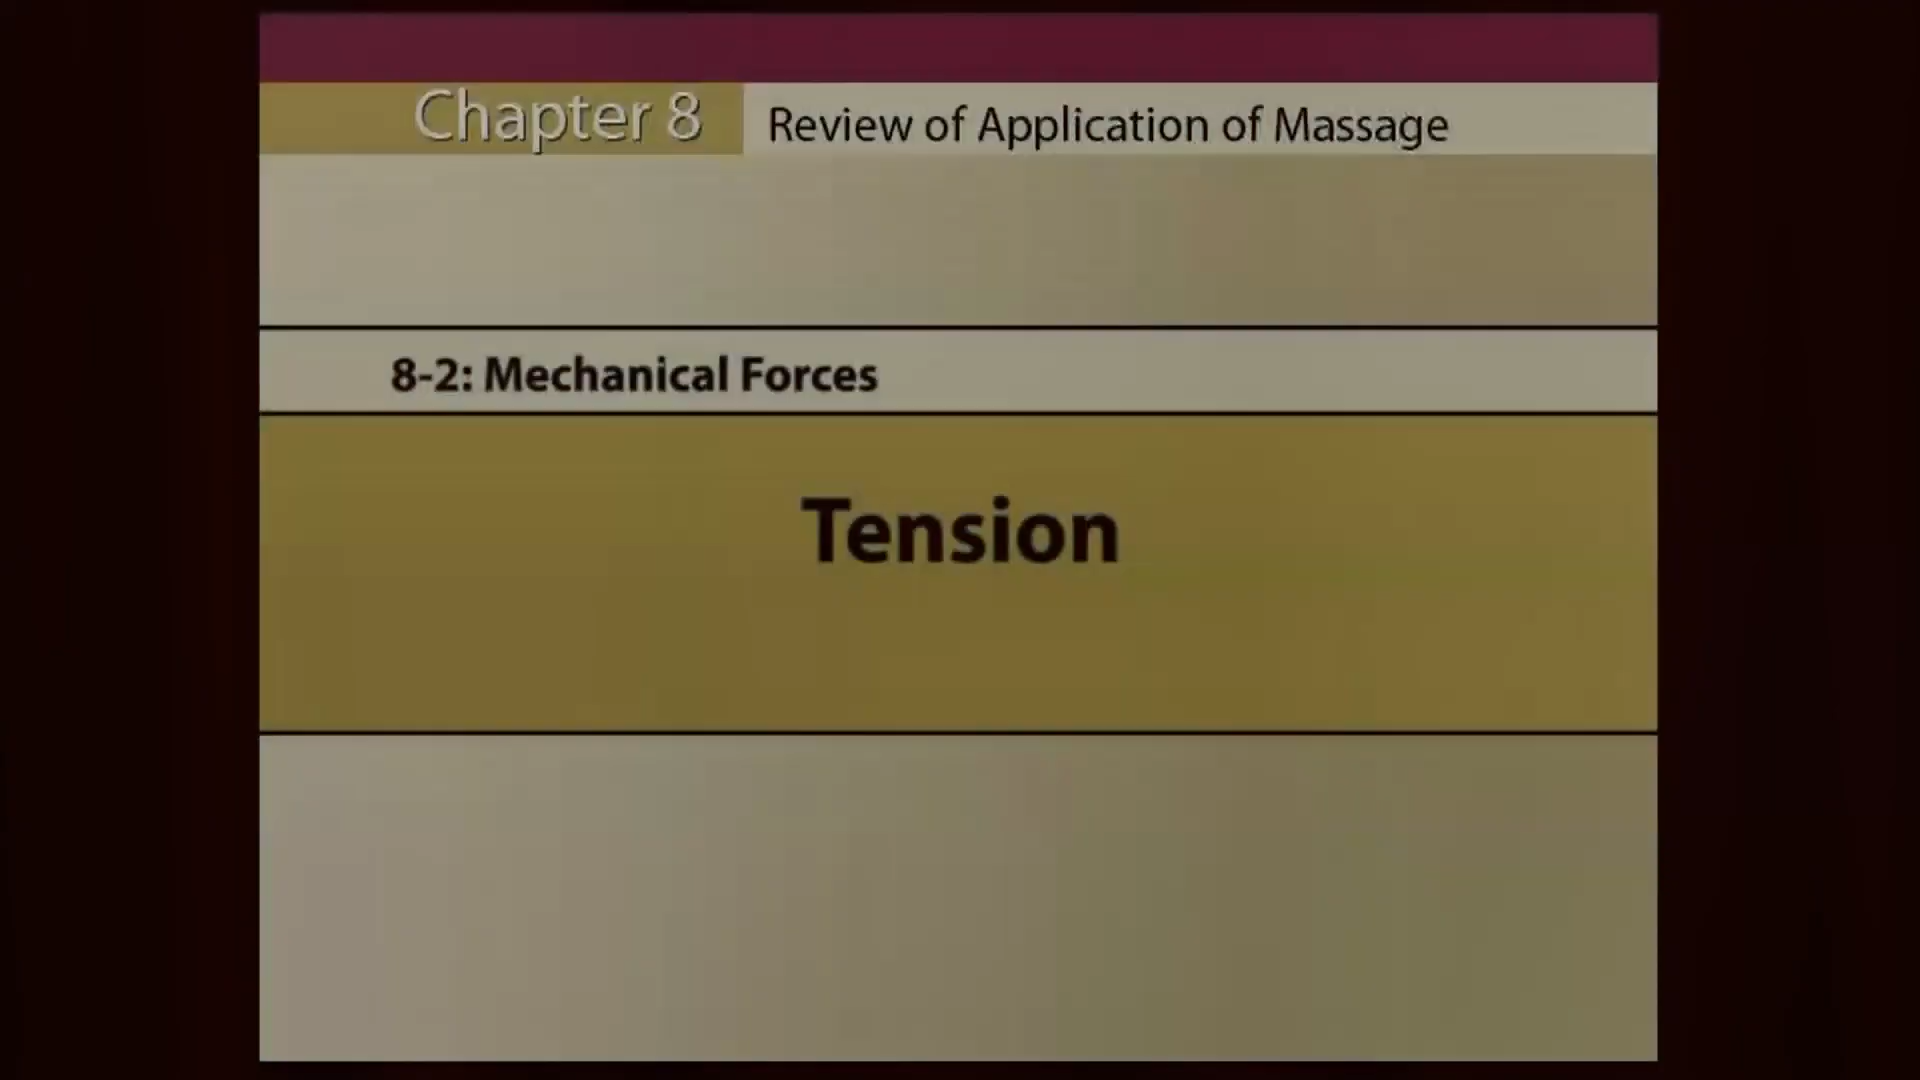 Chapter 8
Review of Application of Massage
8-2: Mechanical Forces
Tension